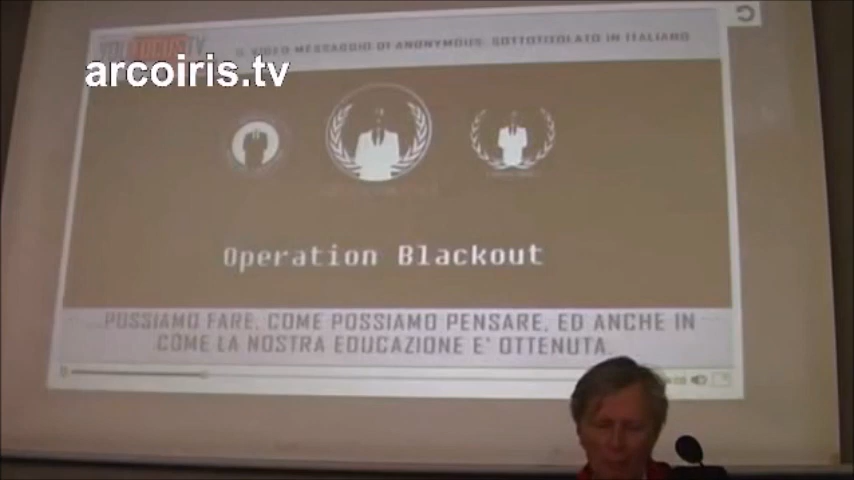 IL VIDEO-MESSAGGIO DI ANONYMOUS, SOTTOTITOLATO IN ITALIANO
arcoiris.tv
Operation Blackout
POSSIAMO FARE, COME POSSIAMO PENSARE, ED ANCHE IN
COME LA NOSTRA EDUCAZIONE E' OTTENUTA.